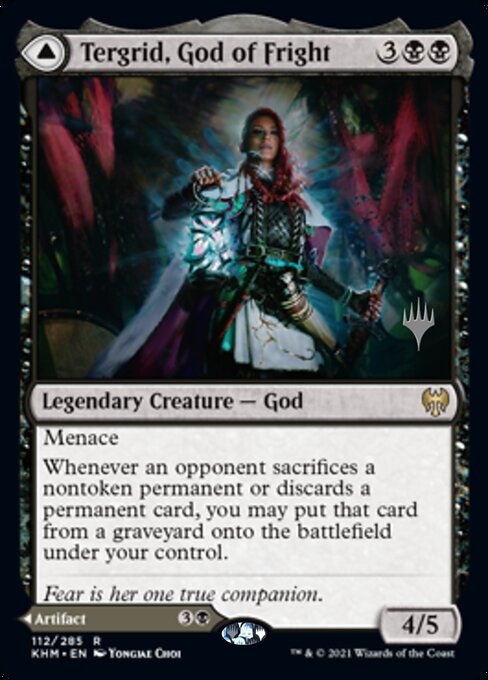 Tergrid, God of Fright 3
Legendary Creature — God
Menace
Whenever an opponent sacrifices a
nontoken permanent or discards a
permanent card, you may put that card
from a graveyard onto the battlefield
under your control.
Fear is her one true companion.
Artifact 3
4/5
112/285 R
KHM • EN Yongjae Choi
™ & © 2021 Wizards of the Coast